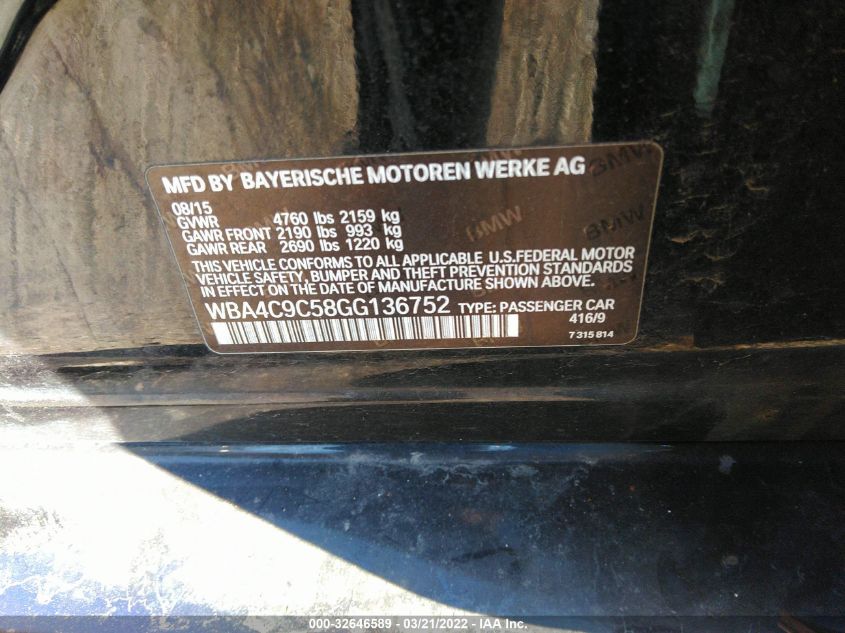 MFD BY BAYERISCHE MOTOREN WERKE AG
08/15
GVWR 4760 lbs 2159 kg
GAWR FRONT 2190 lbs 993 kg
GAWR REAR 2690 lbs 1220 kg
THIS VEHICLE CONFORMS TO ALL APPLICABLE U.S.FEDERAL MOTOR
VEHICLE SAFETY, BUMPER AND THEFT PREVENTION STANDARDS
IN EFFECT ON THE DATE OF MANUFACTURE SHOWN ABOVE.
WBA4C9C58GG136752 TYPE: PASSENGER CAR
416/9
7 315 814
BMW
BMW
BMW
000-32646589 - 03/21/2022 - IAA Inc.